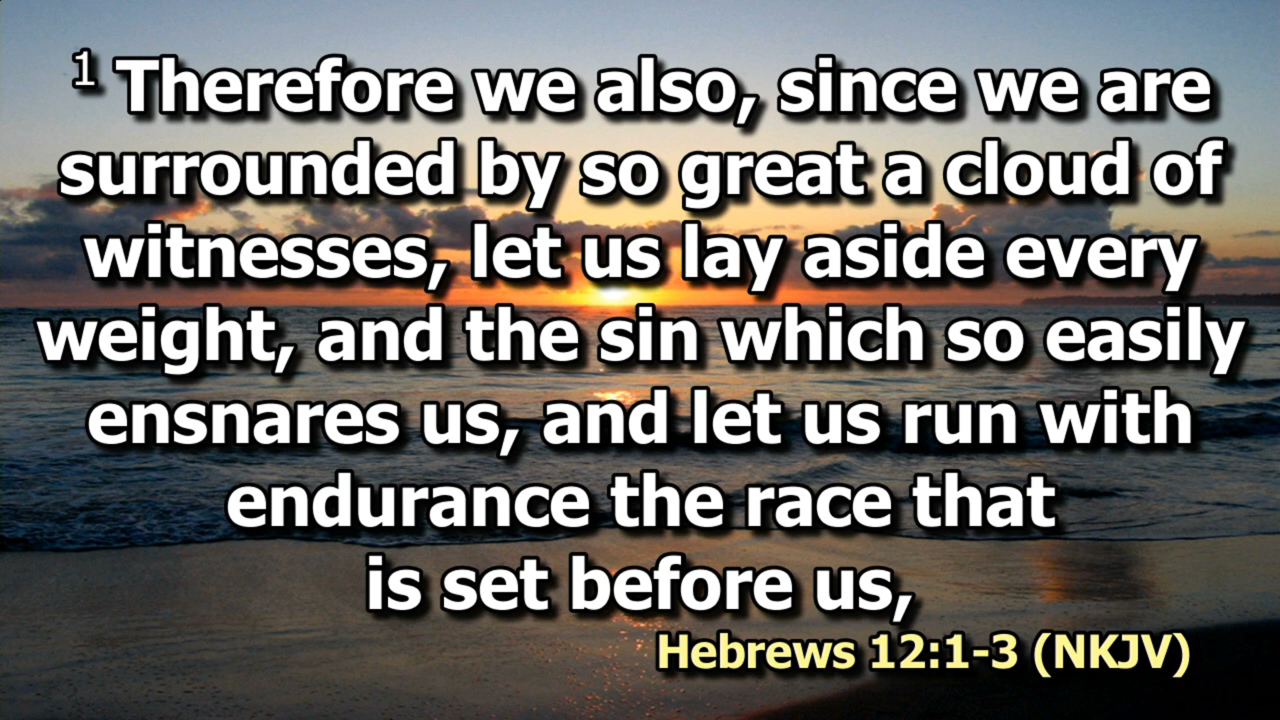 1 Therefore we also, since we are
surrounded by so great a cloud of
witnesses, let us lay aside every
weight, and the sin which so easily
ensnares us, and let us run with
endurance the race that
is set before us,
Hebrews 12:1-3 (NKJV)